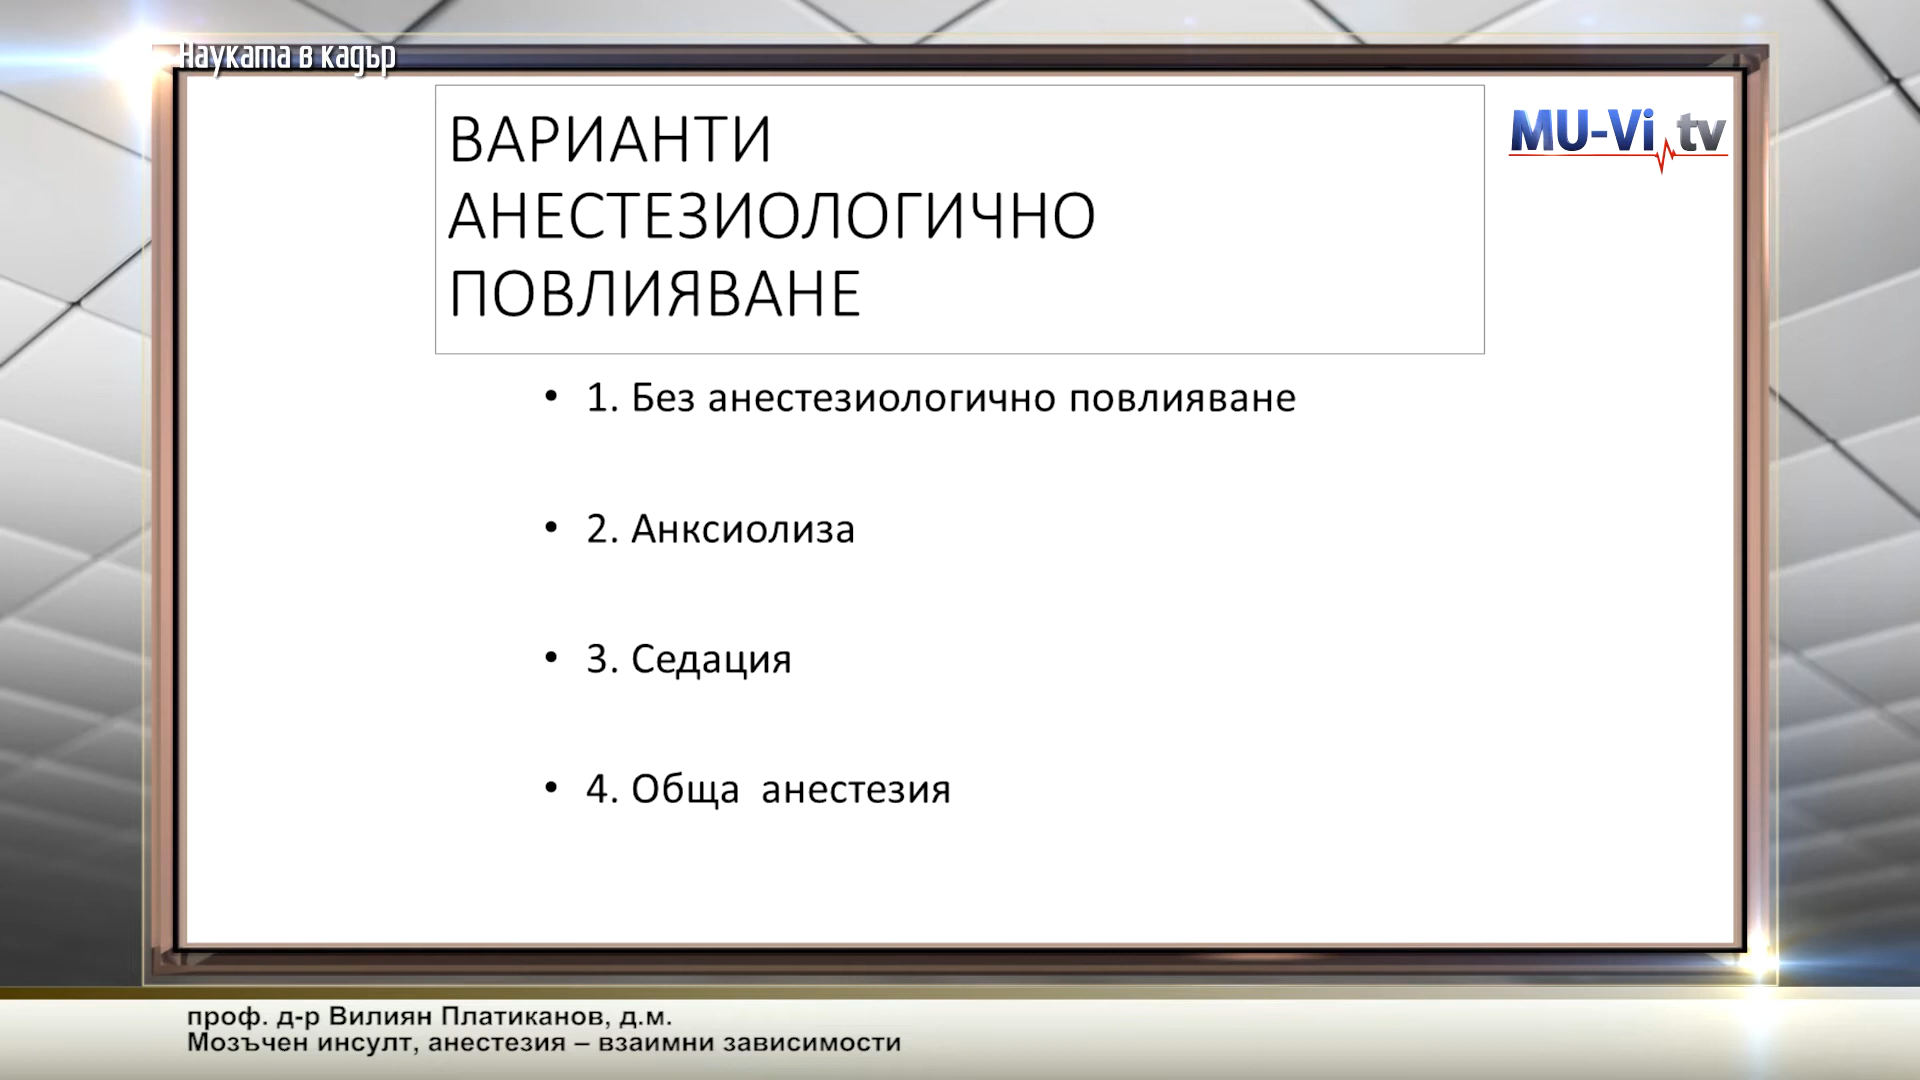 Науката в кадър
MU-Vi tv
ВАРИАНТИ
АНЕСТЕЗИОЛОГИЧНО
ПОВЛИЯВАНЕ
• 1. Без анестезиологично повлияване
• 2. Анксиолиза
• 3. Седация
• 4. Обща анестезия
проф. д-р Вилиян Платиканов, д.м.
Мозъчен инсулт, анестезия – взаимни зависимости